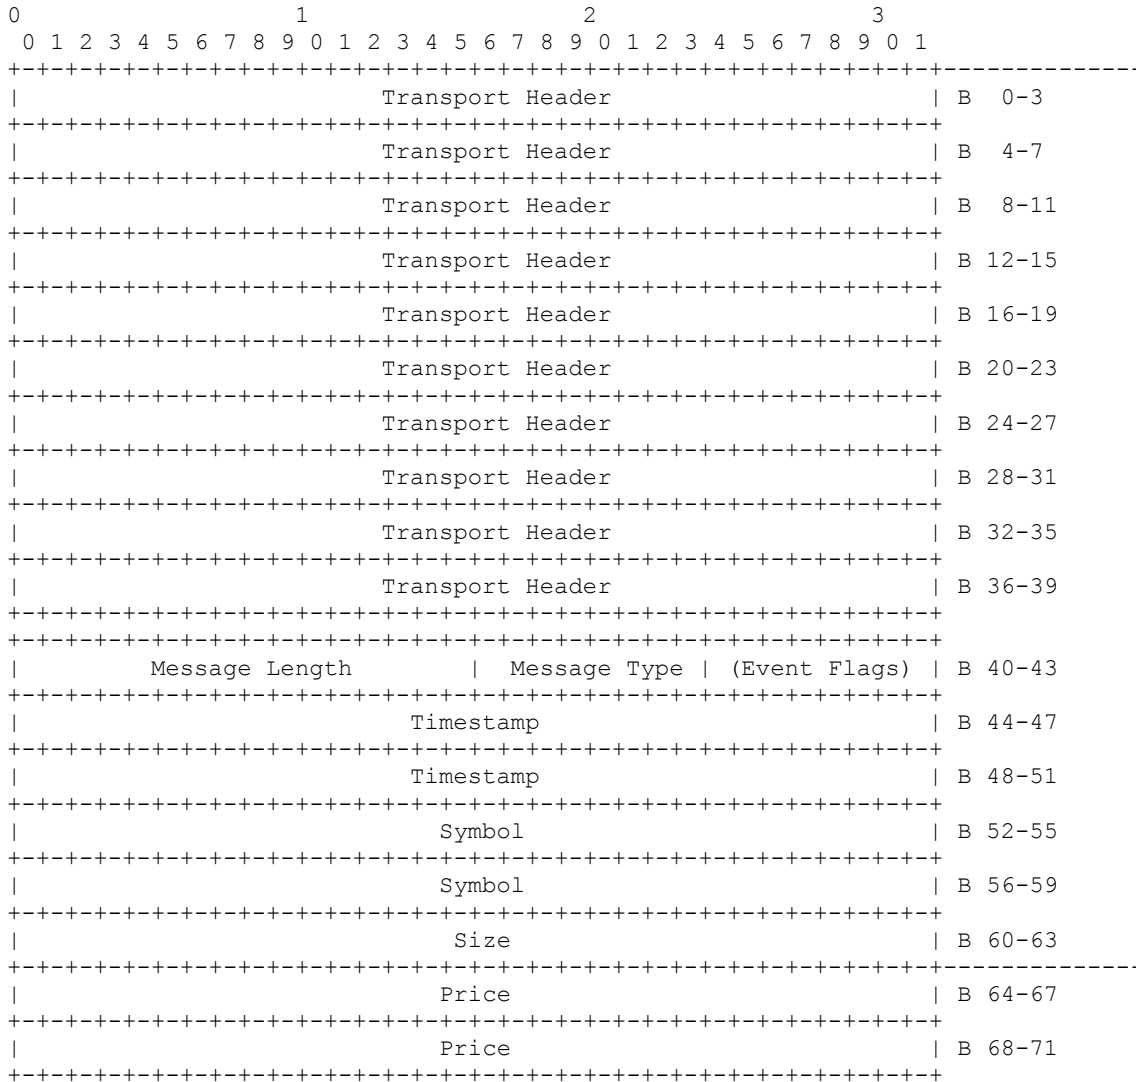 0                   1                   2                   3
 0 1 2 3 4 5 6 7 8 9 0 1 2 3 4 5 6 7 8 9 0 1 2 3 4 5 6 7 8 9 0 1
+-+-+-+-+-+-+-+-+-+-+-+-+-+-+-+-+-+-+-+-+-+-+-+-+-+-+-+-+-+-+-+-+--------------
|                         Transport Header                      | B  0-3
+-+-+-+-+-+-+-+-+-+-+-+-+-+-+-+-+-+-+-+-+-+-+-+-+-+-+-+-+-+-+-+-+
|                         Transport Header                      | B  4-7
+-+-+-+-+-+-+-+-+-+-+-+-+-+-+-+-+-+-+-+-+-+-+-+-+-+-+-+-+-+-+-+-+
|                         Transport Header                      | B  8-11
+-+-+-+-+-+-+-+-+-+-+-+-+-+-+-+-+-+-+-+-+-+-+-+-+-+-+-+-+-+-+-+-+
|                         Transport Header                      | B 12-15
+-+-+-+-+-+-+-+-+-+-+-+-+-+-+-+-+-+-+-+-+-+-+-+-+-+-+-+-+-+-+-+-+
|                         Transport Header                      | B 16-19
+-+-+-+-+-+-+-+-+-+-+-+-+-+-+-+-+-+-+-+-+-+-+-+-+-+-+-+-+-+-+-+-+
|                         Transport Header                      | B 20-23
+-+-+-+-+-+-+-+-+-+-+-+-+-+-+-+-+-+-+-+-+-+-+-+-+-+-+-+-+-+-+-+-+
|                         Transport Header                      | B 24-27
+-+-+-+-+-+-+-+-+-+-+-+-+-+-+-+-+-+-+-+-+-+-+-+-+-+-+-+-+-+-+-+-+
|                         Transport Header                      | B 28-31
+-+-+-+-+-+-+-+-+-+-+-+-+-+-+-+-+-+-+-+-+-+-+-+-+-+-+-+-+-+-+-+-+
|                         Transport Header                      | B 32-35
+-+-+-+-+-+-+-+-+-+-+-+-+-+-+-+-+-+-+-+-+-+-+-+-+-+-+-+-+-+-+-+-+
|                         Transport Header                      | B 36-39
+-+-+-+-+-+-+-+-+-+-+-+-+-+-+-+-+-+-+-+-+-+-+-+-+-+-+-+-+-+-+-+-+
+-+-+-+-+-+-+-+-+-+-+-+-+-+-+-+-+-+-+-+-+-+-+-+-+-+-+-+-+-+-+-+-+
|         Message Length        |  Message Type | (Event Flags) | B 40-43
+-+-+-+-+-+-+-+-+-+-+-+-+-+-+-+-+-+-+-+-+-+-+-+-+-+-+-+-+-+-+-+-+
|                           Timestamp                           | B 44-47
+-+-+-+-+-+-+-+-+-+-+-+-+-+-+-+-+-+-+-+-+-+-+-+-+-+-+-+-+-+-+-+-+
|                           Timestamp                           | B 48-51
+-+-+-+-+-+-+-+-+-+-+-+-+-+-+-+-+-+-+-+-+-+-+-+-+-+-+-+-+-+-+-+-+
|                             Symbol                            | B 52-55
+-+-+-+-+-+-+-+-+-+-+-+-+-+-+-+-+-+-+-+-+-+-+-+-+-+-+-+-+-+-+-+-+
|                             Symbol                            | B 56-59
+-+-+-+-+-+-+-+-+-+-+-+-+-+-+-+-+-+-+-+-+-+-+-+-+-+-+-+-+-+-+-+-+
|                              Size                             | B 60-63
+-+-+-+-+-+-+-+-+-+-+-+-+-+-+-+-+-+-+-+-+-+-+-+-+-+-+-+-+-+-+-+-+--------------
|                             Price                             | B 64-67
+-+-+-+-+-+-+-+-+-+-+-+-+-+-+-+-+-+-+-+-+-+-+-+-+-+-+-+-+-+-+-+-+
|                             Price                             | B 68-71
+-+-+-+-+-+-+-+-+-+-+-+-+-+-+-+-+-+-+-+-+-+-+-+-+-+-+-+-+-+-+-+-+